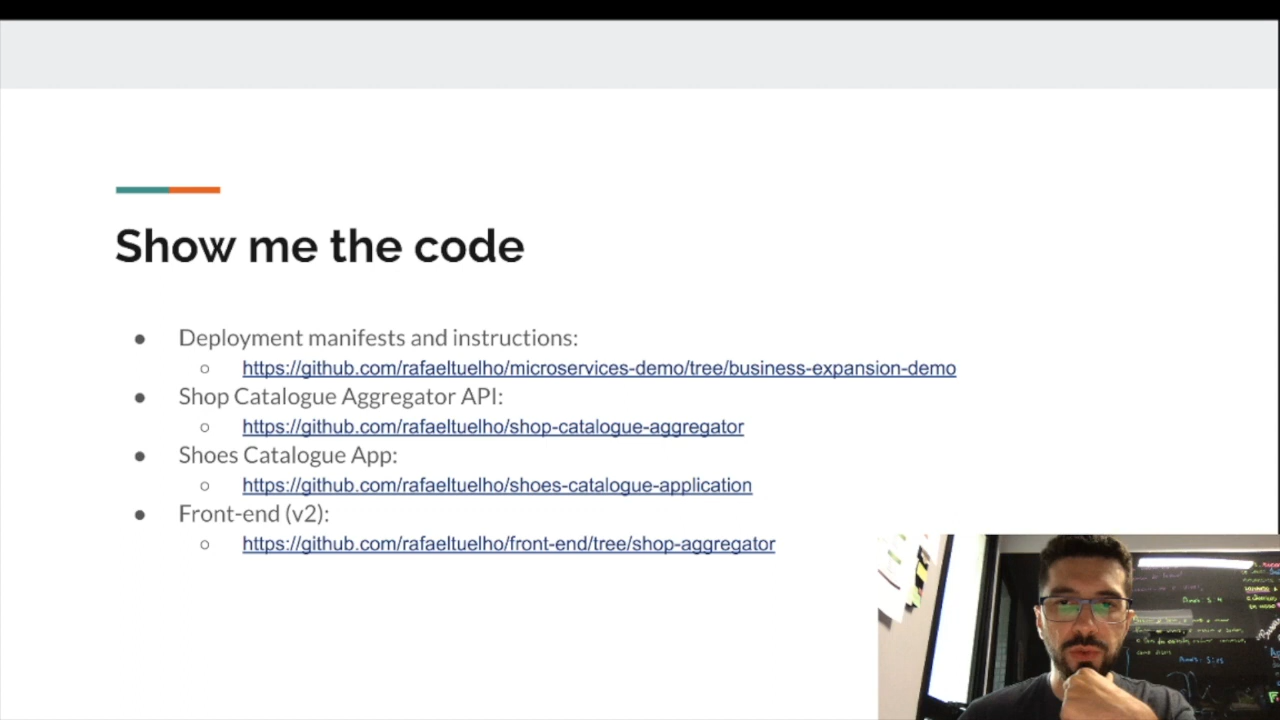 Show me the code
● Deployment manifests and instructions:
○ https://github.com/rafaeltuelho/microservices-demo/tree/business-expansion-demo
● Shop Catalogue Aggregator API:
○ https://github.com/rafaeltuelho/shop-catalogue-aggregator
● Shoes Catalogue App:
○ https://github.com/rafaeltuelho/shoes-catalogue-application
● Front-end (v2):
○ https://github.com/rafaeltuelho/front-end/tree/shop-aggregator